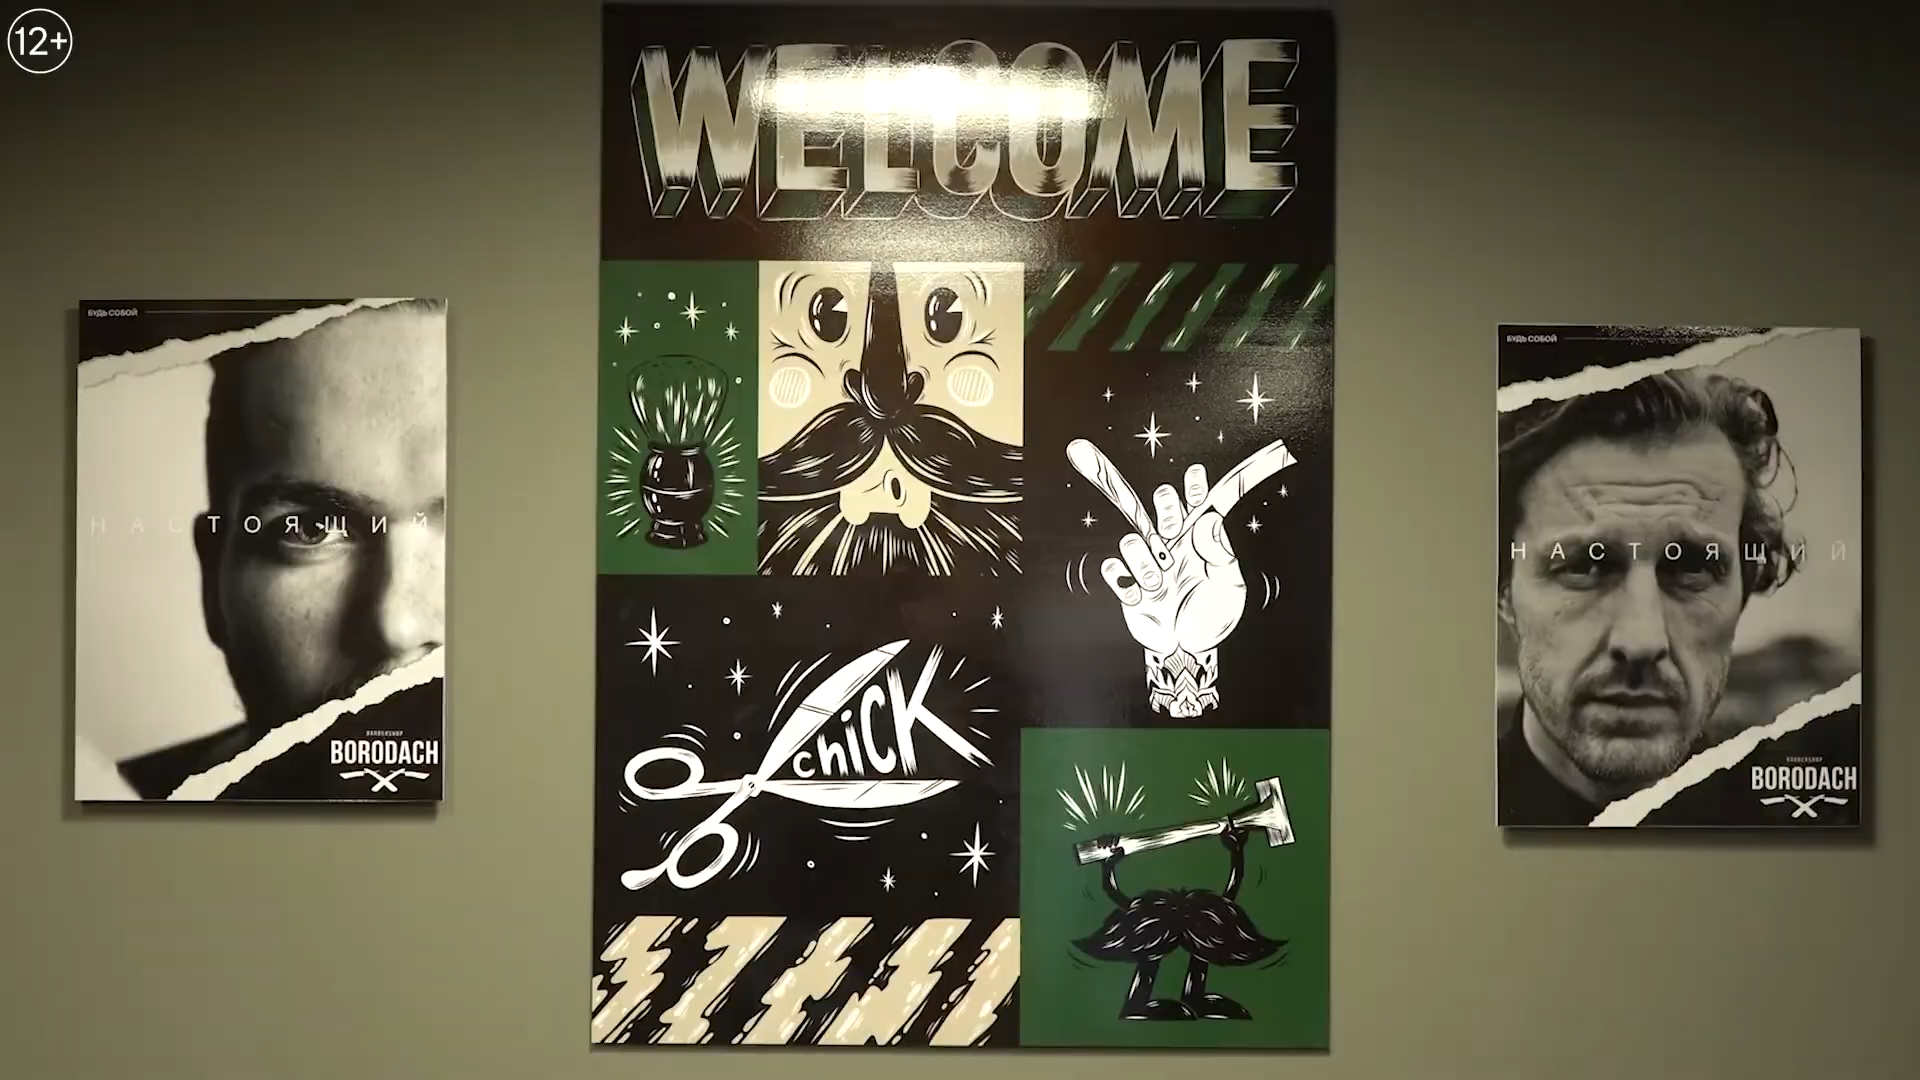 12+
WELCOME
БУДЬ СОБОЙ
НАСТОЯЩИЙ
BARBERSHOP
BORODACH
chiCK
БУДЬ СОБОЙ
НАСТОЯЩИЙ
BARBERSHOP
BORODACH